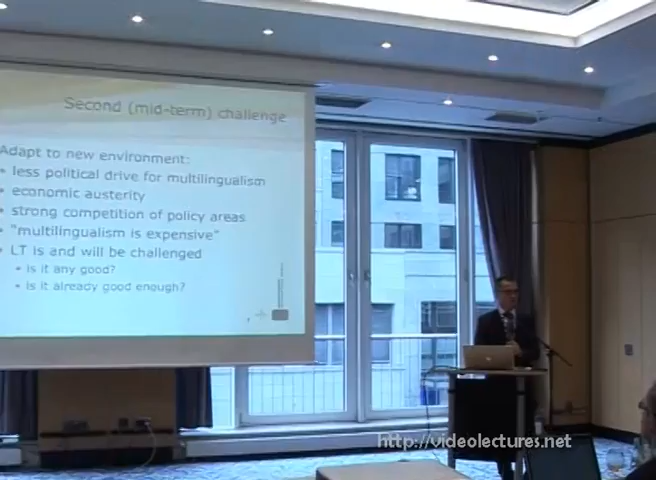 Second (mid-term) challenge
Adapt to new environment:
• less political drive for multilingualism
• economic austerity
• strong competition of policy areas
• "multilingualism is expensive"
• LT is and will be challenged
• Is it any good?
• Is it already good enough?
http://videolectures.net